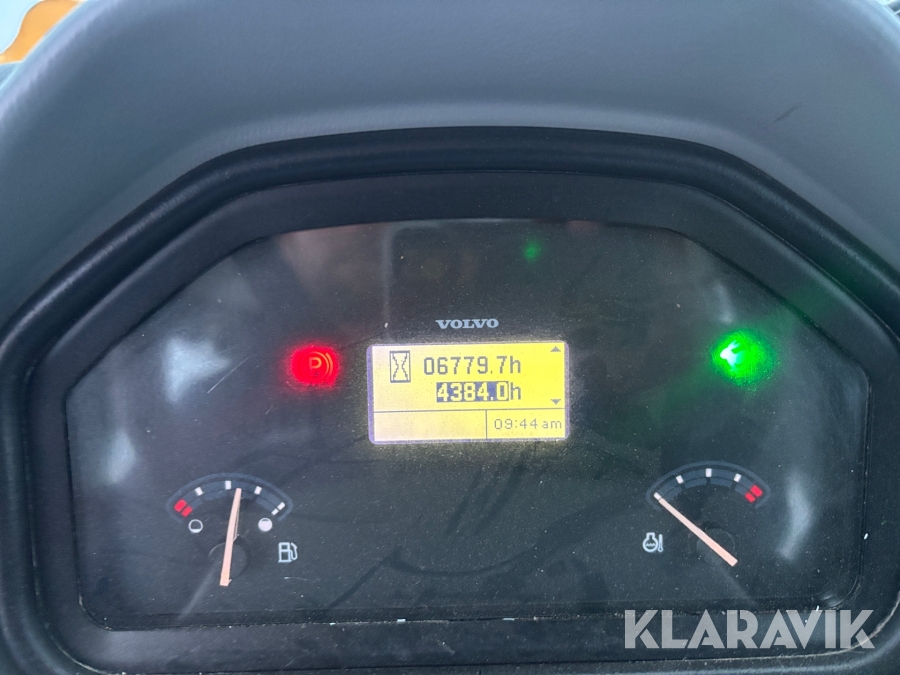 VOLVO
P
06779.7h
4384.0h
09:44 am
KLARAVIK